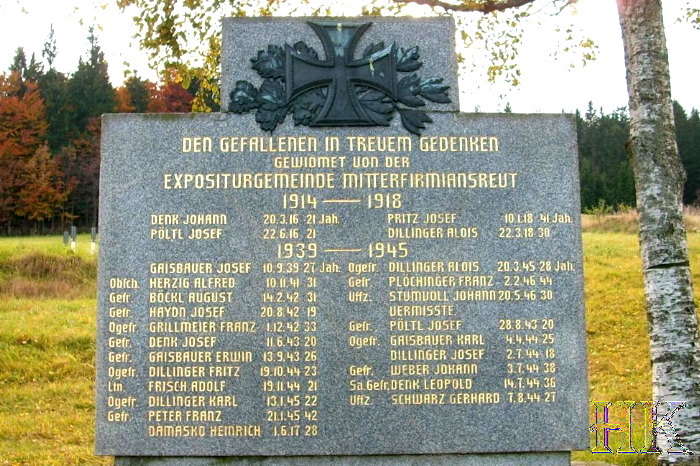 DEN GEFALLENEN IN TREUEM GEDENKEN
GEWIDMET VON DER
EXPOSITURGEMEINDE MITTERFIRMIANSREUT
1914 — 1918
DENK JOHANN 20.3.16 21 Jah.
PÖLTL JOSEF 22.6.16 21
PRITZ JOSEF 10.1.18 41 Jah.
DILLINGER ALOIS 22.3.18 30
1939 — 1945
GAISBAUER JOSEF 10.9.39 27 Jah.
Obsch. HERZIG ALFRED 10.11.41 31
Gefr. BÖCKL AUGUST 14.2.42 31
Gefr. HAYDN JOSEF 20.8.42 19
Ogefr. GRILLMEIER FRANZ 1.12.42 33
Gefr. DENK JOSEF 11.6.43 20
Gefr. GAISBAUER ERWIN 13.9.43 26
Ogefr. DILLINGER FRITZ 19.10.44 23
Ltn. FRISCH ADOLF 19.11.44 21
Ogefr. DILLINGER KARL 13.1.45 22
Gefr. PETER FRANZ 21.1.45 42
DAMASKO HEINRICH 1.6.17 28
Ogefr. DILLINGER ALOIS 20.3.45 28 Jah.
Gefr. PLÖCHINGER FRANZ 2.2.46 44
Uffz. STUMVOLL JOHANN 20.5.46 30
VERMISSTE
Gefr. PÖLTL JOSEF 28.8.43 20
Ogefr. GAISBAUER KARL 4.4.44 25
DILLINGER JOSEF 2.7.44 18
Gefr. WEBER JOHANN 3.7.44 38
Sa.Gefr. DENK LEOPOLD 14.7.44 36
Uffz. SCHWARZ GERHARD 7.8.44 27
HK